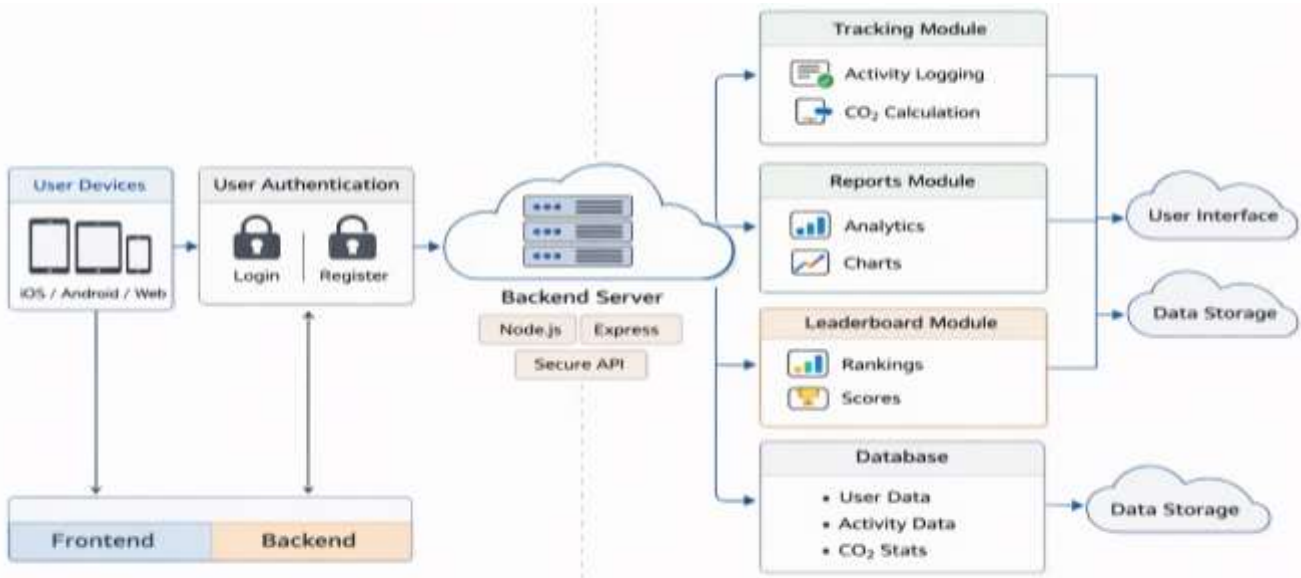 User Devices
iOS / Android / Web
User Authentication
Login
Register
Backend Server
Node.js
Express
Secure API
Tracking Module
Activity Logging
CO₂ Calculation
Reports Module
Analytics
Charts
Leaderboard Module
Rankings
Scores
Database
• User Data
• Activity Data
• CO₂ Stats
User Interface
Data Storage
Data Storage
Frontend
Backend